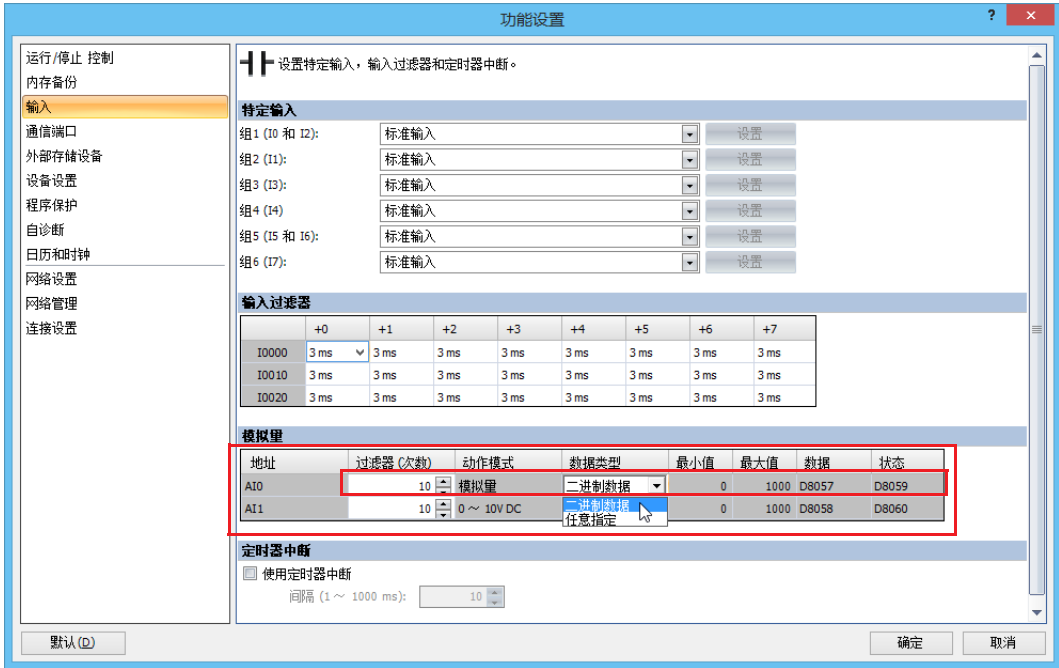 功能设置
? ×
运行/停止 控制
内存备份
输入
通信端口
外部存储设备
设备设置
程序保护
自诊断
日历和时钟
网络设置
网络管理
连接设置
设置特定输入，输入过滤器和定时器中断。
特定输入
组1 (I0 和 I2): 标准输入 设置
组2 (I1): 标准输入 设置
组3 (I3): 标准输入 设置
组4 (I4) 标准输入 设置
组5 (I5 和 I6): 标准输入 设置
组6 (I7): 标准输入 设置
输入过滤器
+0 +1 +2 +3 +4 +5 +6 +7
I0000 3 ms 3 ms 3 ms 3 ms 3 ms 3 ms 3 ms 3 ms
I0010 3 ms 3 ms 3 ms 3 ms 3 ms 3 ms 3 ms 3 ms
I0020 3 ms 3 ms 3 ms 3 ms 3 ms 3 ms 3 ms 3 ms
模拟量
地址 过滤器 (次数) 动作模式 数据类型 最小值 最大值 数据 状态
AI0 10 模拟量 二进制数据 0 1000 D8057 D8059
AI1 10 0 ～ 10V DC 二进制数据 0 1000 D8058 D8060
任意指定
定时器中断
使用定时器中断
间隔 (1 ～ 1000 ms): 10
默认(D) 确定 取消